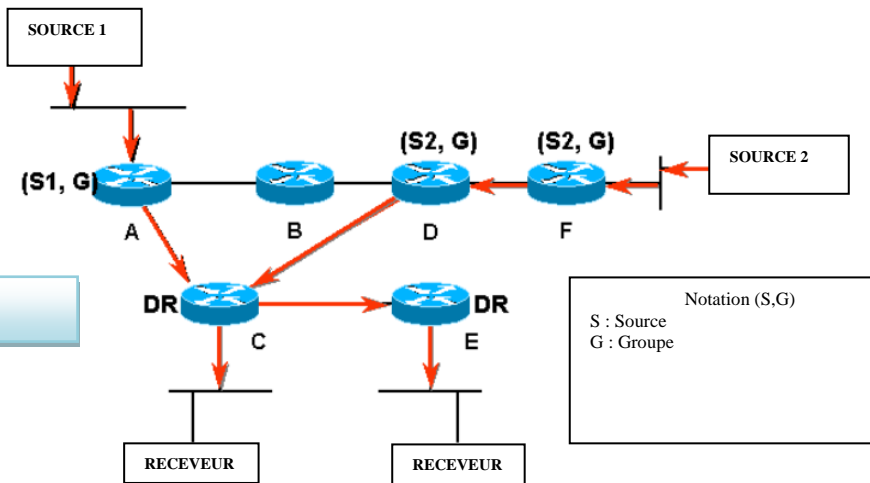 SOURCE 1
(S2, G)
(S2, G)
SOURCE 2
(S1, G)
A
B
D
F
DR
DR
C
E
Notation (S,G)
S : Source
G : Groupe
RECEVEUR
RECEVEUR